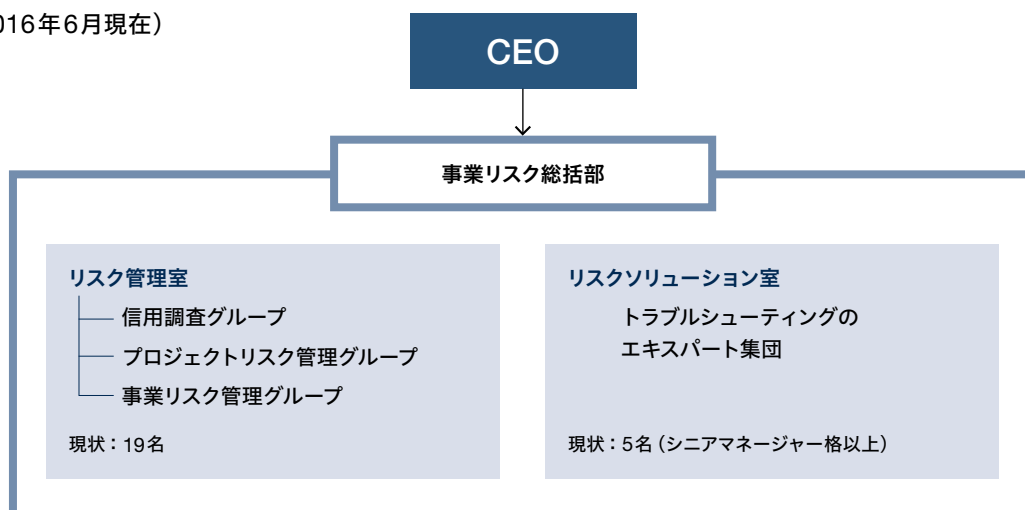 016年6月現在）
CEO
事業リスク総括部
リスク管理室
信用調査グループ
プロジェクトリスク管理グループ
事業リスク管理グループ
現状：19名
リスクソリューション室
トラブルシューティングの
エキスパート集団
現状：5名（シニアマネージャー格以上）